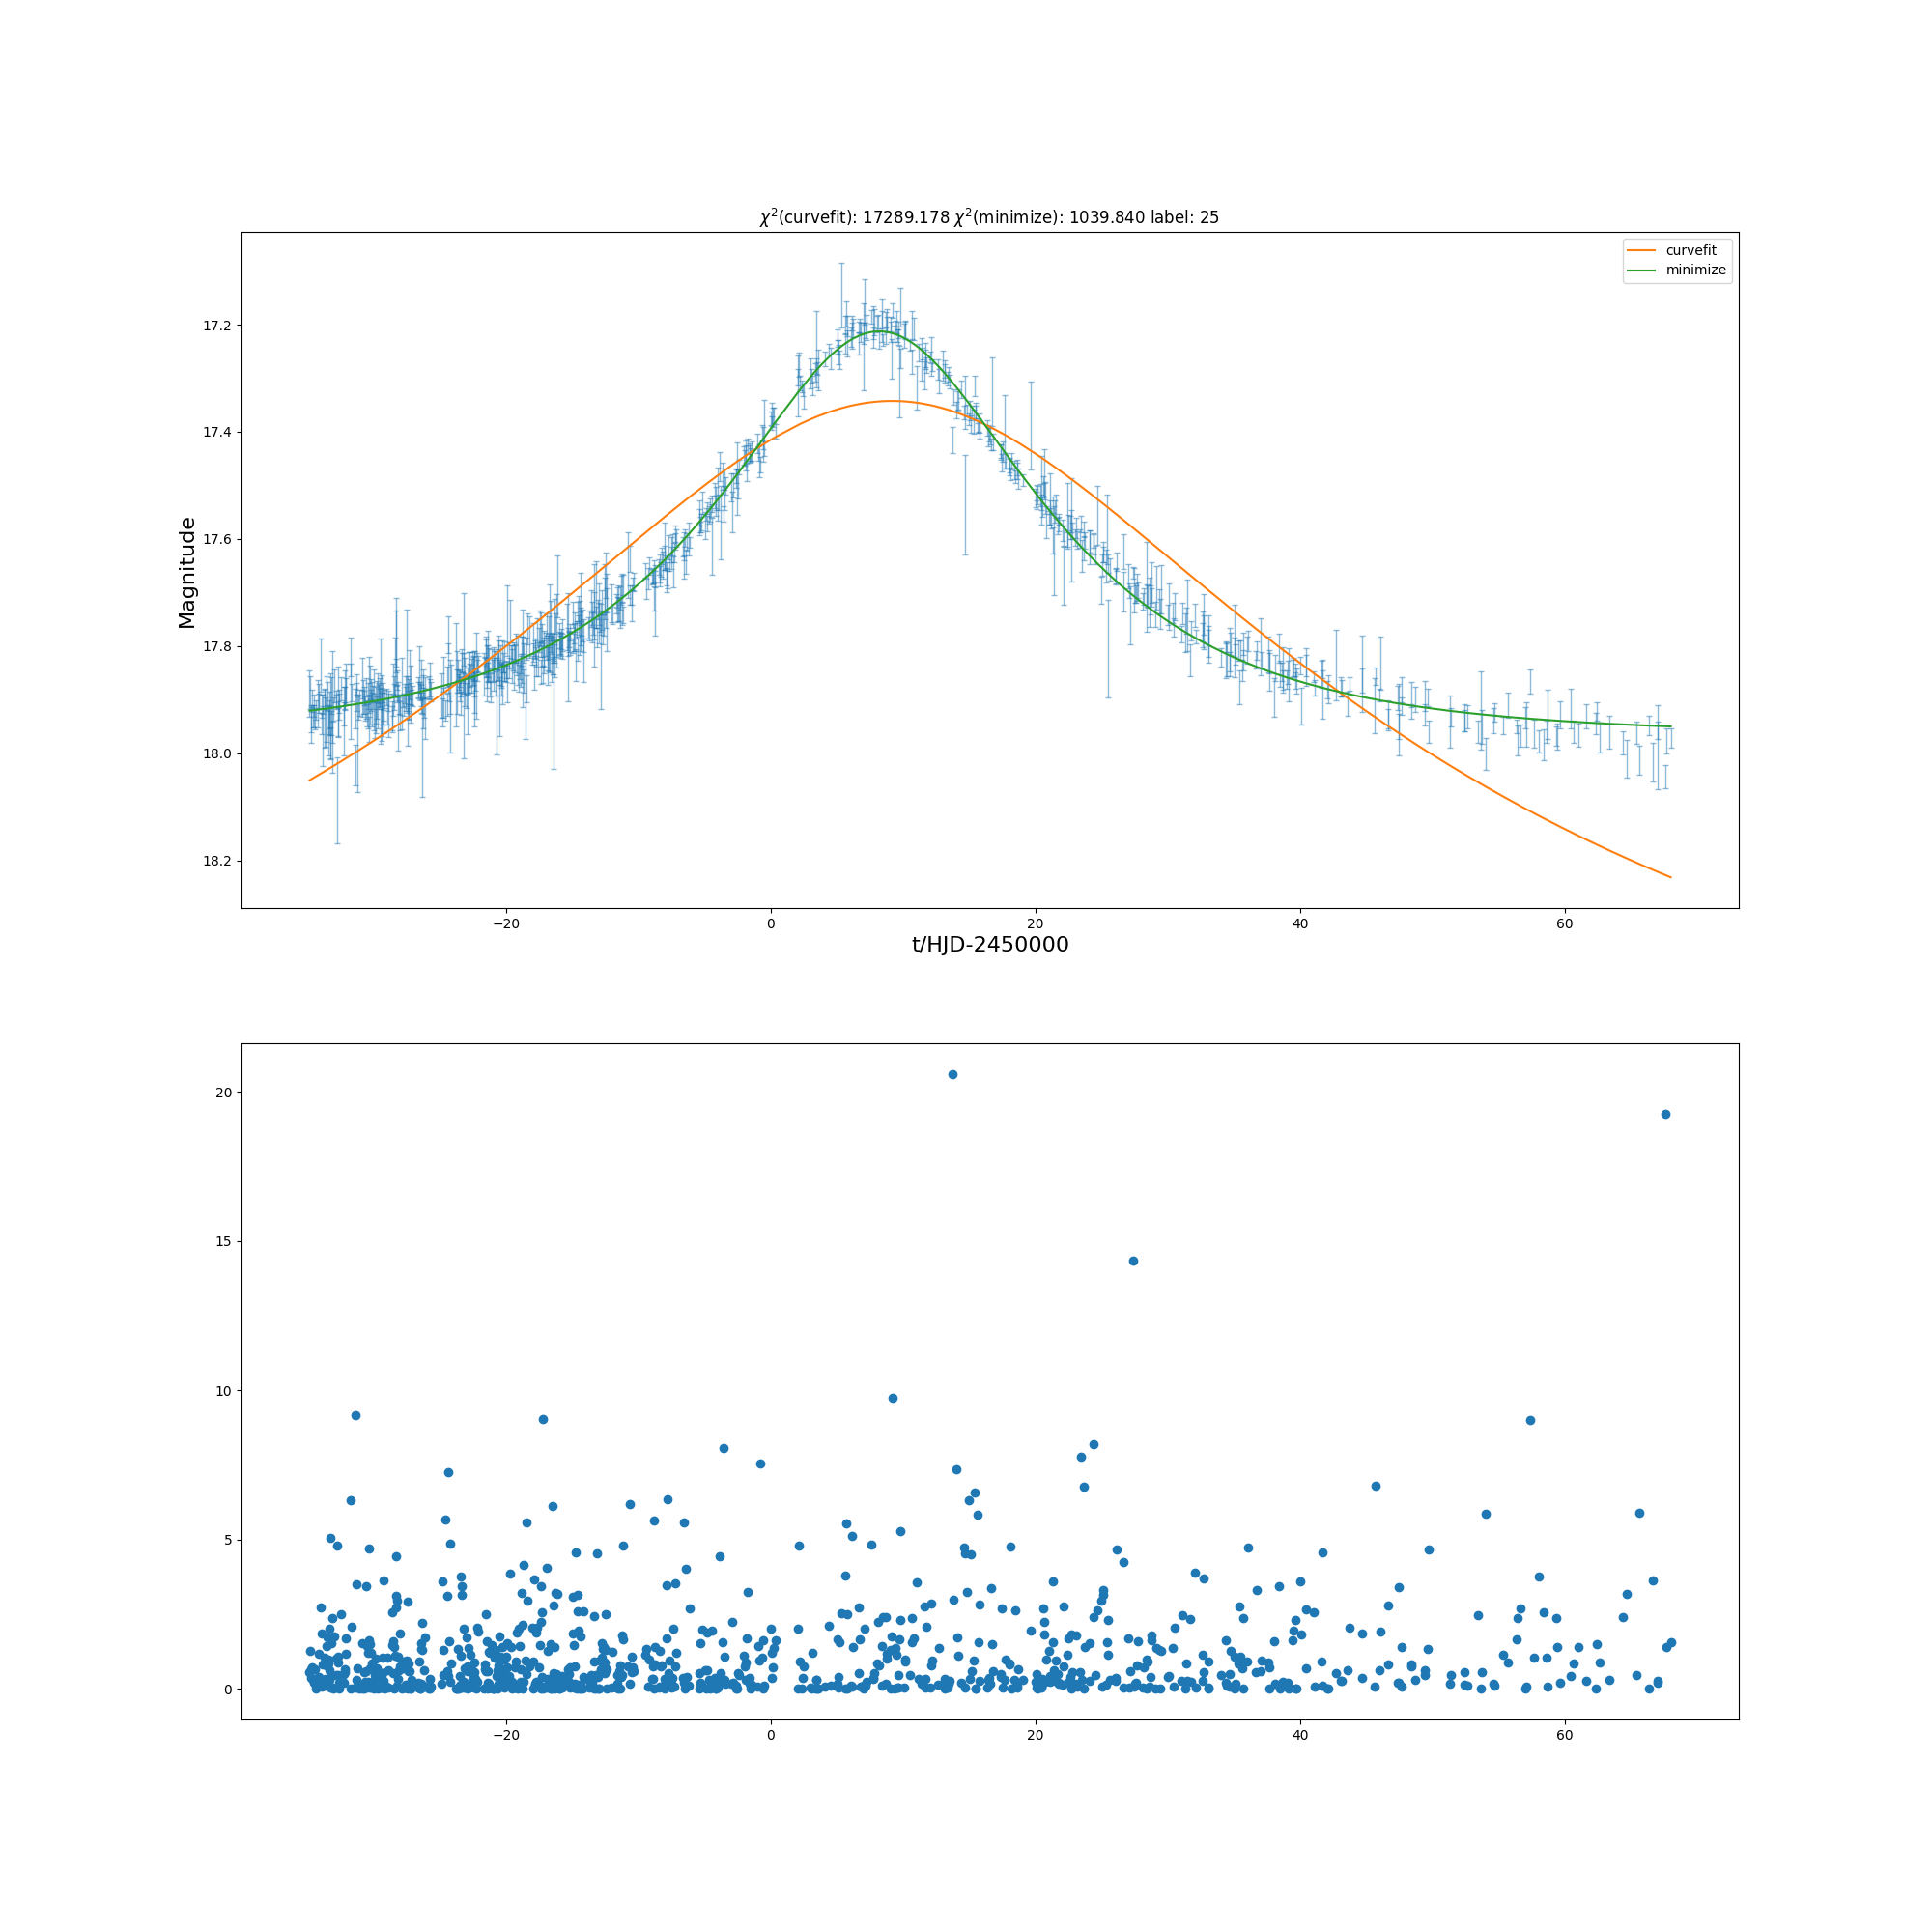 χ²(curvefit): 17289.178 χ²(minimize): 1039.840 label: 25
curvefit
minimize
Magnitude
17.2
17.4
17.6
17.8
18.0
18.2
−20 0 20 40 60
t/HJD-2450000
20
15
10
5
0
−20 0 20 40 60